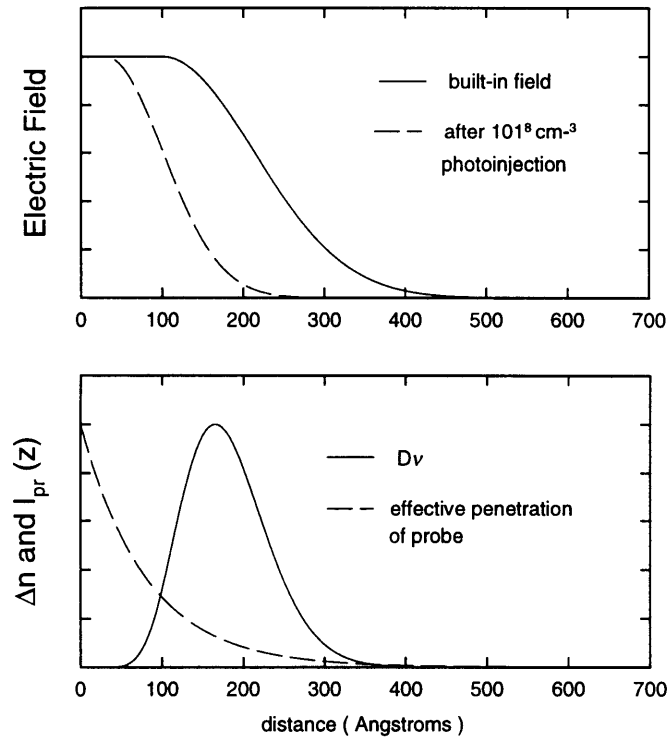 Electric Field
built-in field
after 101⁸ cm-³
photoinjection
0 100 200 300 400 500 600 700
Δn and Ipr (z)
Dν
effective penetration
of probe
0 100 200 300 400 500 600 700
distance ( Angstroms )